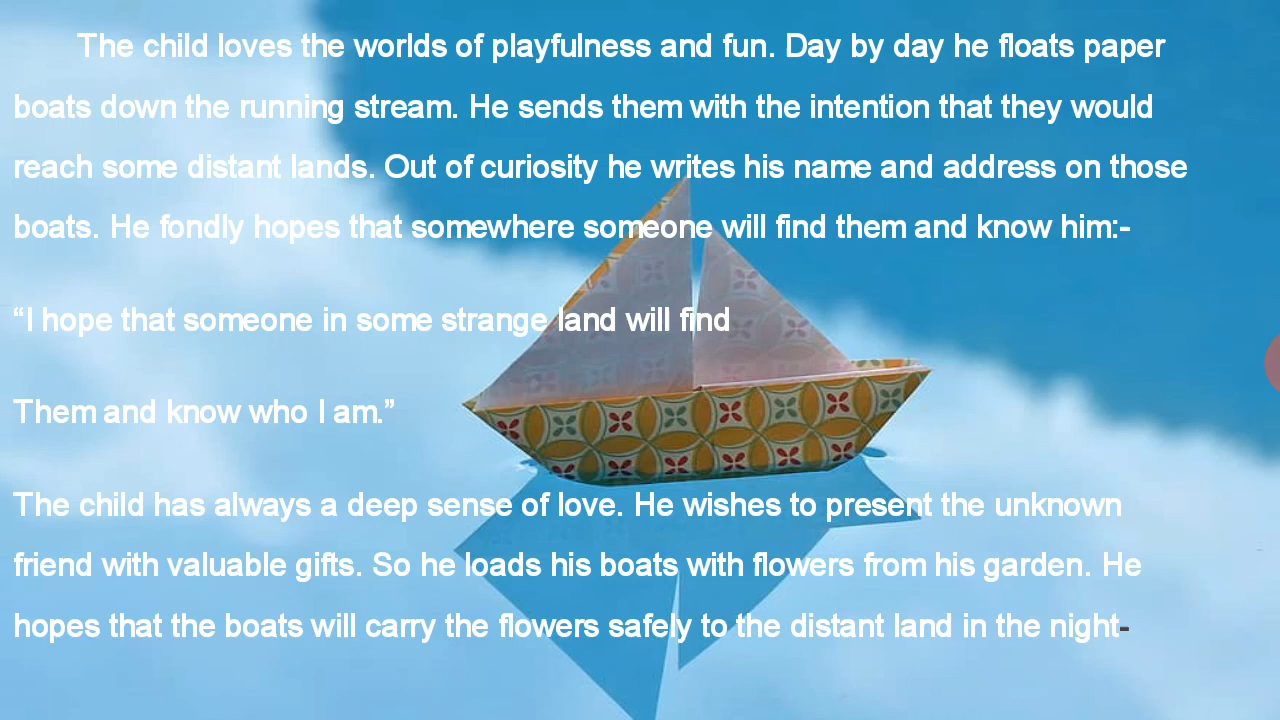 The child loves the worlds of playfulness and fun. Day by day he floats paper
boats down the running stream. He sends them with the intention that they would
reach some distant lands. Out of curiosity he writes his name and address on those
boats. He fondly hopes that somewhere someone will find them and know him:-
“I hope that someone in some strange land will find
Them and know who I am.”
The child has always a deep sense of love. He wishes to present the unknown
friend with valuable gifts. So he loads his boats with flowers from his garden. He
hopes that the boats will carry the flowers safely to the distant land in the night-